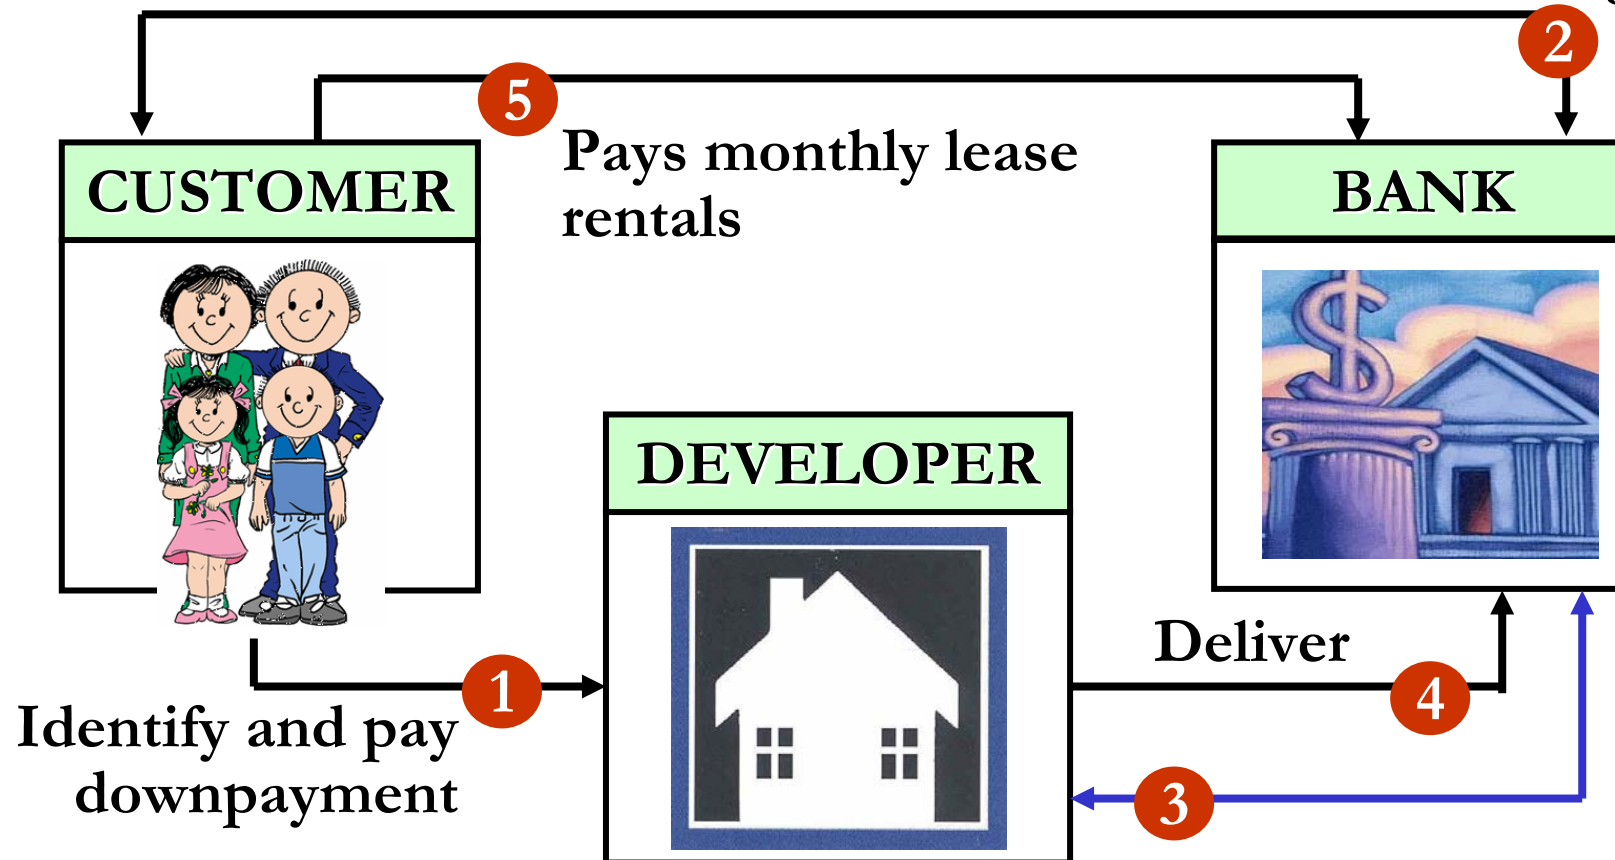 2
5
Pays monthly lease
rentals
CUSTOMER
BANK
DEVELOPER
Deliver
1
4
Identify and pay
downpayment
3